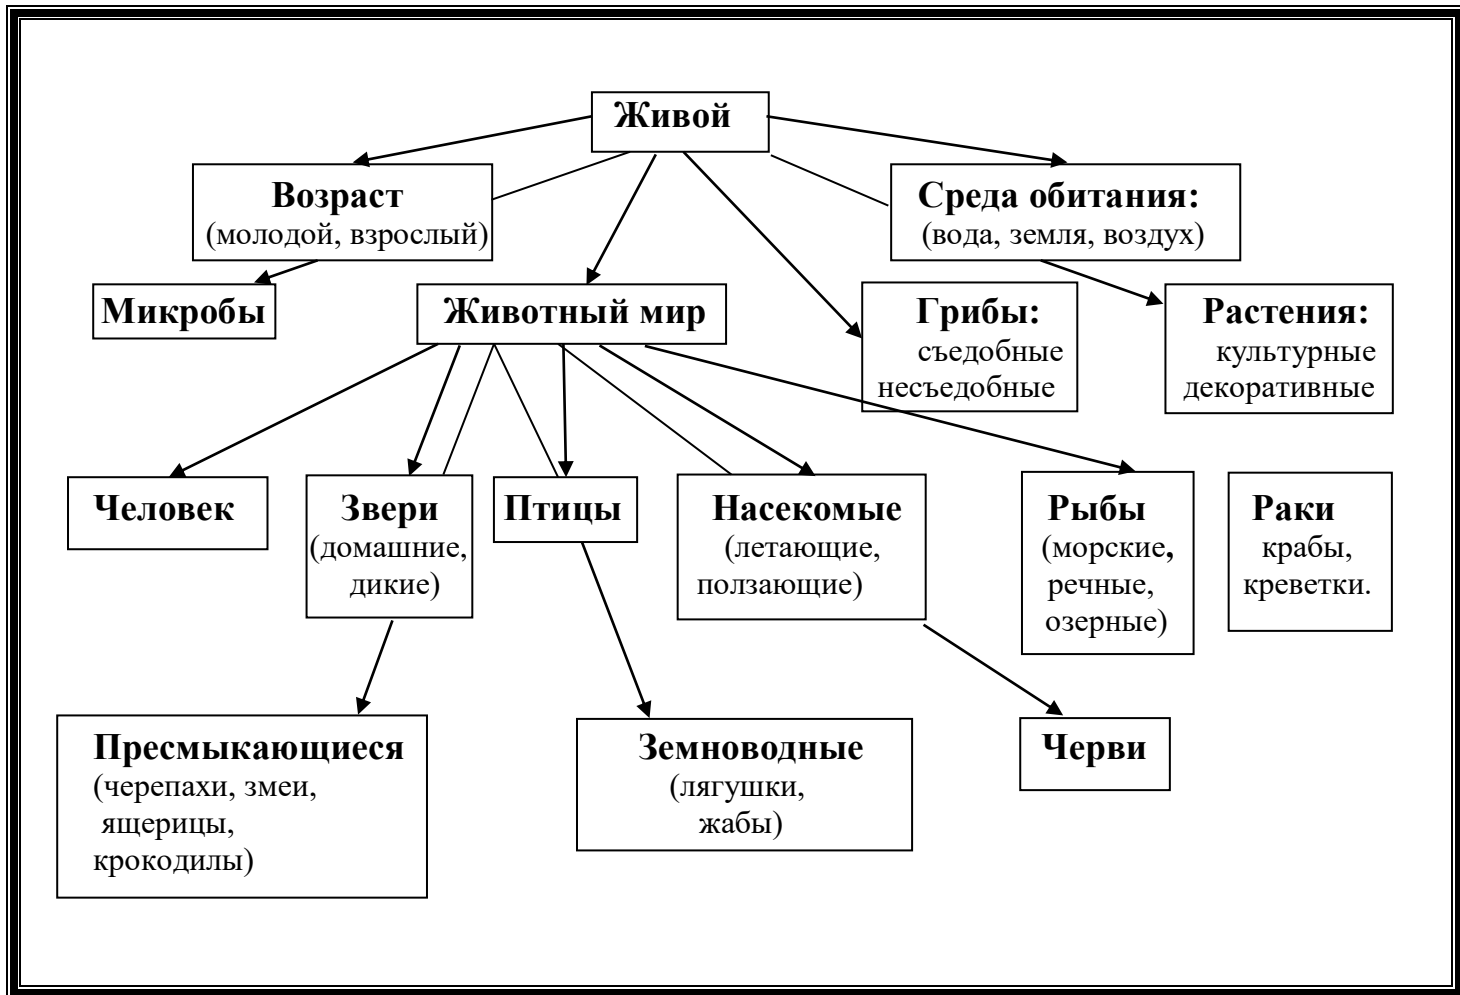 Живой
Возраст
(молодой, взрослый)
Среда обитания:
(вода, земля, воздух)
Микробы
Животный мир
Грибы:
съедобные
несъедобные
Растения:
культурные
декоративные
Человек
Звери
(домашние,
дикие)
Птицы
Насекомые
(летающие,
ползающие)
Рыбы
(морские,
речные,
озерные)
Раки
крабы,
креветки.
Пресмыкающиеся
(черепахи, змеи,
ящерицы,
крокодилы)
Земноводные
(лягушки,
жабы)
Черви